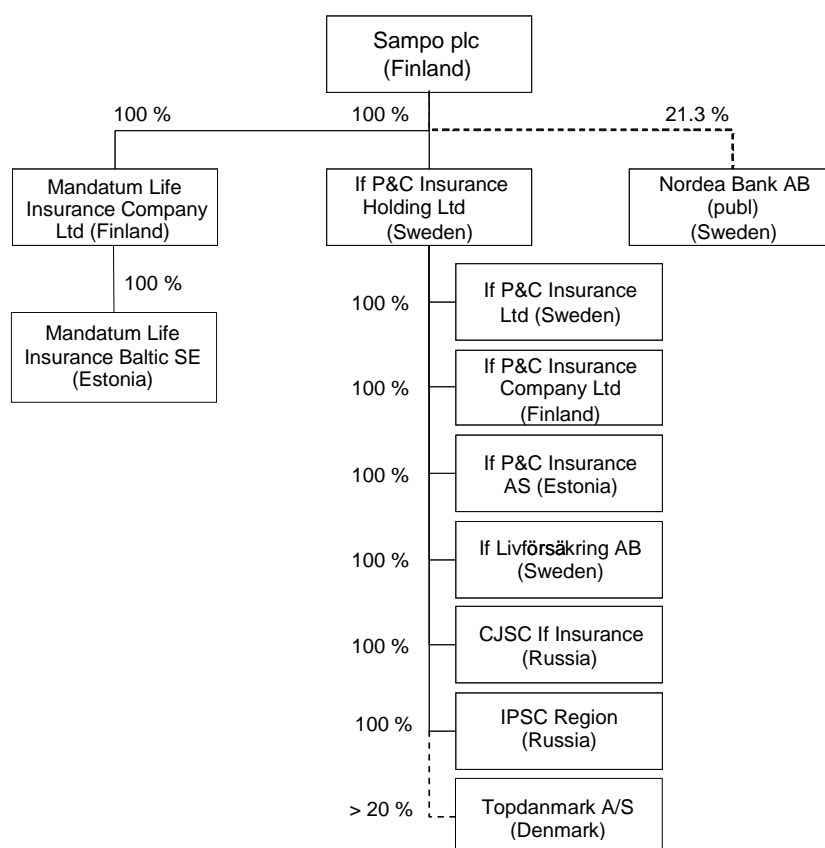 Sampo plc
(Finland)
100 %
100 %
21.3 %
Mandatum Life
Insurance Company
Ltd (Finland)
If P&C Insurance
Holding Ltd
(Sweden)
Nordea Bank AB
(publ)
(Sweden)
100 %
Mandatum Life
Insurance Baltic SE
(Estonia)
100 %
If P&C Insurance
Ltd (Sweden)
100 %
If P&C Insurance
Company Ltd
(Finland)
100 %
If P&C Insurance
AS (Estonia)
100 %
If Livförsäkring AB
(Sweden)
100 %
CJSC If Insurance
(Russia)
100 %
IPSC Region
(Russia)
> 20 %
Topdanmark A/S
(Denmark)